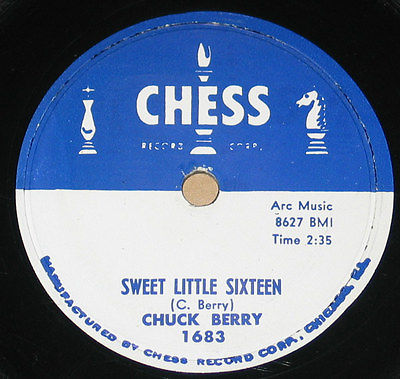 CHESS
RECORD CORP.
Arc Music
8627 BMI
Time 2:35
SWEET LITTLE SIXTEEN
(C. Berry)
CHUCK BERRY
1683
MANUFACTURED BY CHESS RECORD CORP., CHICAGO, ILL.